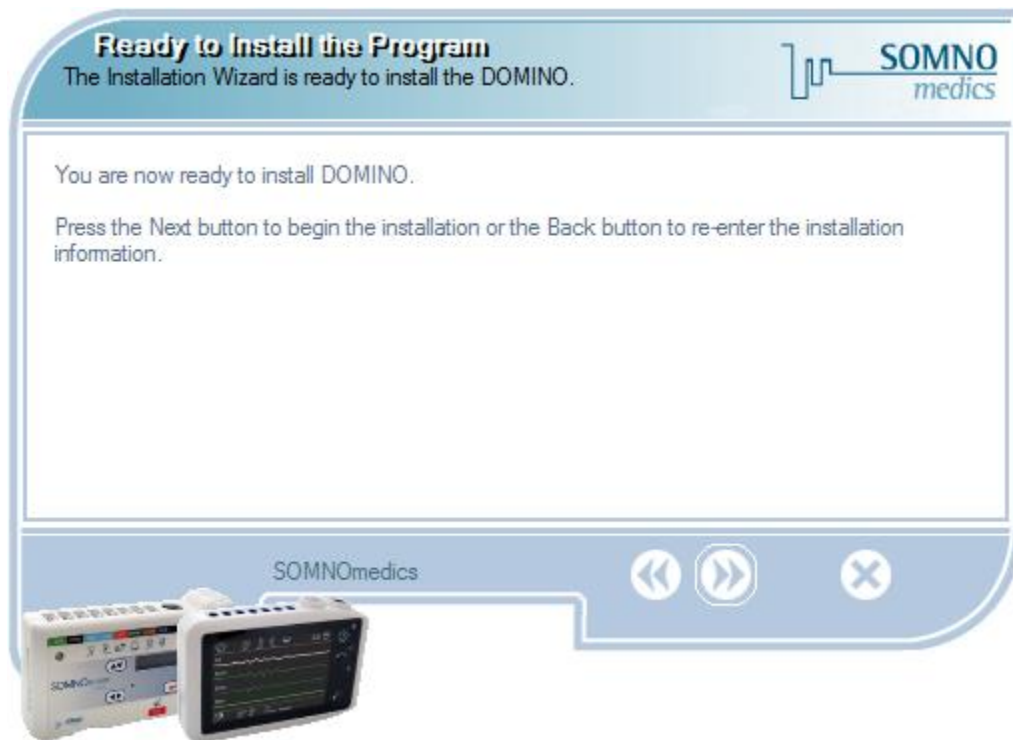 Ready to Install the Program
The Installation Wizard is ready to install the DOMINO.
SOMNO
medics
You are now ready to install DOMINO.
Press the Next button to begin the installation or the Back button to re-enter the installation
information.
SOMNOmedics
SOMNO